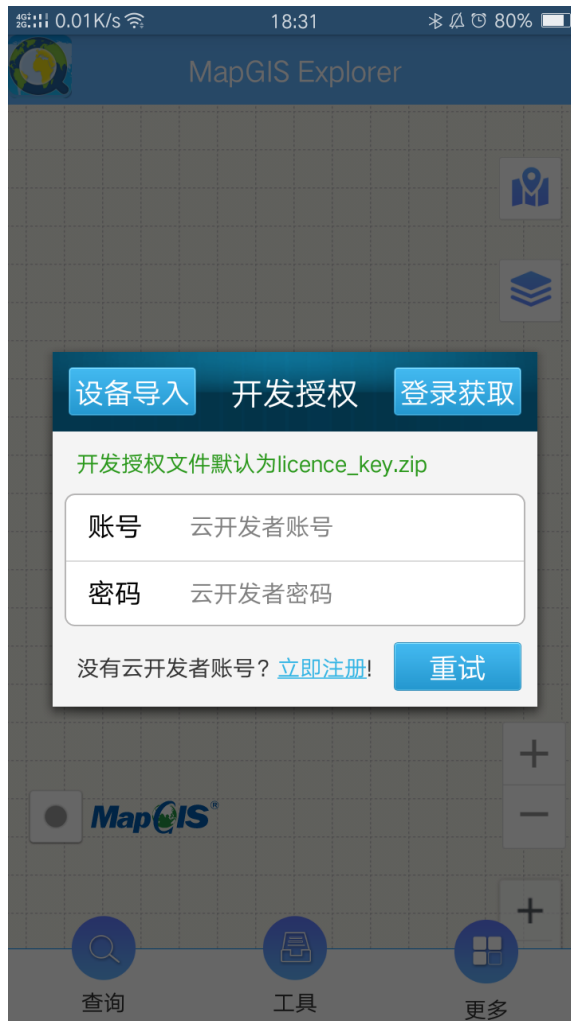 4G 2G 0.01K/s 18:31 80%
MapGIS Explorer
设备导入 开发授权 登录获取
开发授权文件默认为licence_key.zip
账号 云开发者账号
密码 云开发者密码
没有云开发者账号？立即注册! 重试
+
MapGIS® −
+
查询 工具 更多